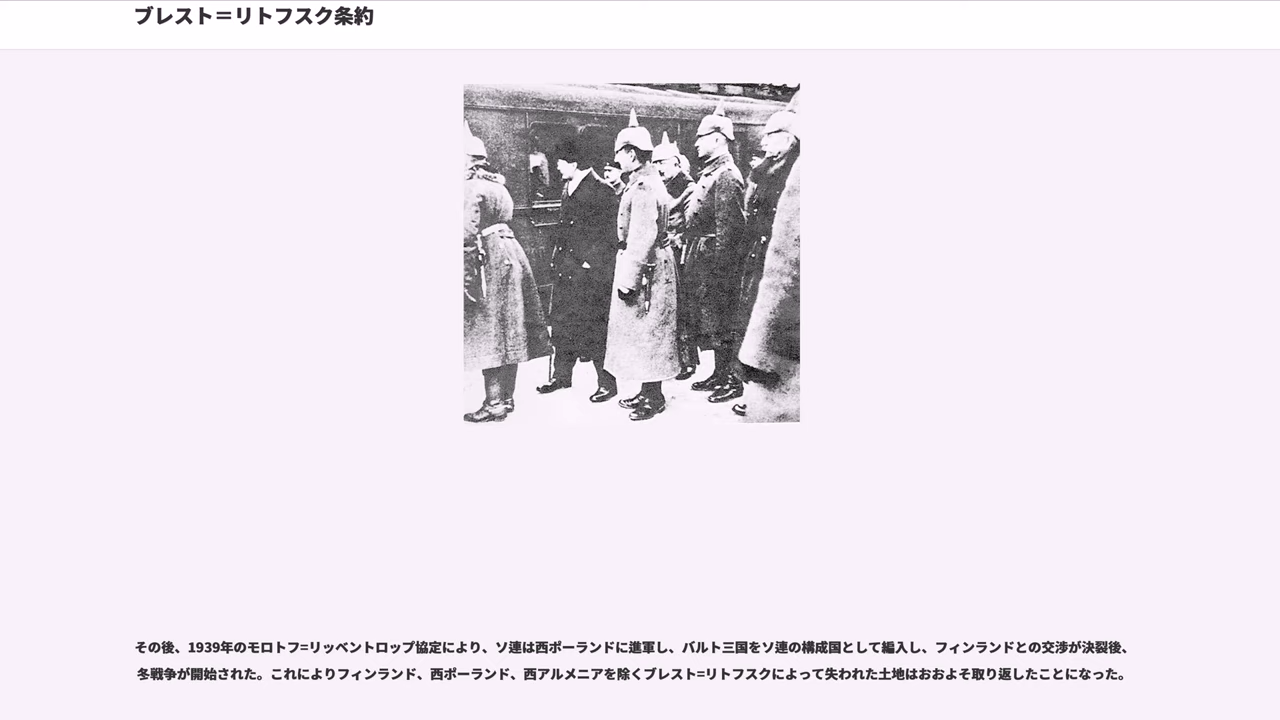 ブレスト＝リトフスク条約
その後、1939年のモロトフ=リッベントロップ協定により、ソ連は西ポーランドに進軍し、バルト三国をソ連の構成国として編入し、フィンランドとの交渉が決裂後、
冬戦争が開始された。これによりフィンランド、西ポーランド、西アルメニアを除くブレスト=リトフスクによって失われた土地はおおよそ取り返したことになった。